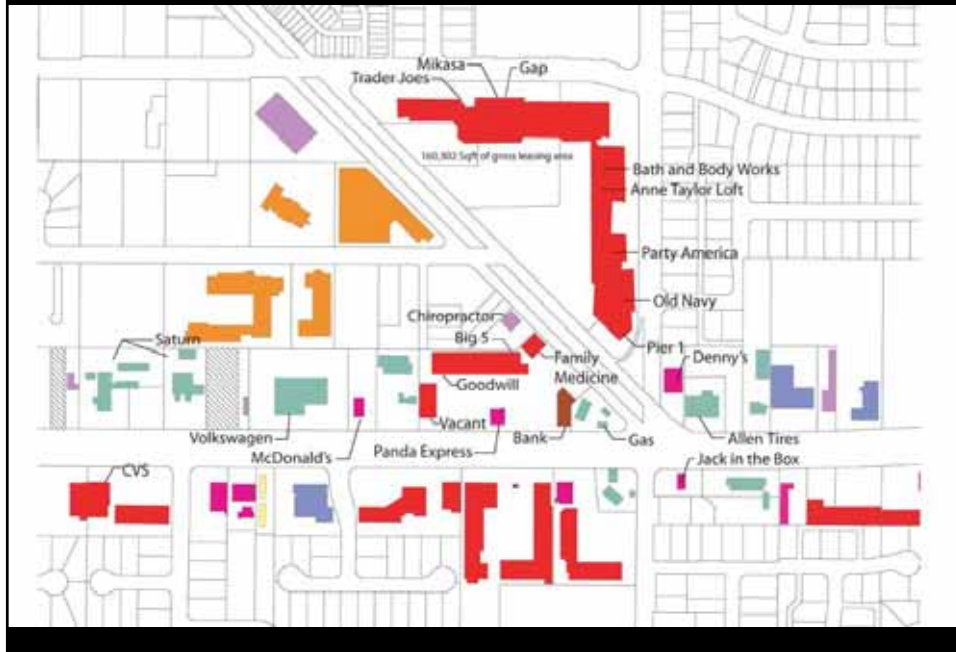 Mikasa
Gap
Trader Joes
160,302 Sqft of gross leasing area
Bath and Body Works
Anne Taylor Loft
Party America
Old Navy
Chiropractor
Saturn
Big 5
Family
Medicine
Pier 1
Denny's
Goodwill
Vacant
Volkswagen
Bank
Gas
Allen Tires
McDonald's
Panda Express
Jack in the Box
CVS